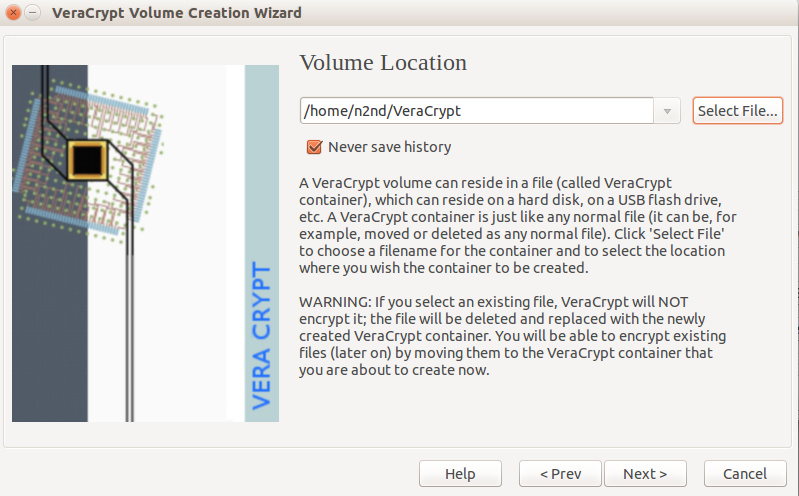 VeraCrypt Volume Creation Wizard
Volume Location
/home/n2nd/VeraCrypt
Select File...
Never save history
A VeraCrypt volume can reside in a file (called VeraCrypt
container), which can reside on a hard disk, on a USB flash drive,
etc. A VeraCrypt container is just like any normal file (it can be, for
example, moved or deleted as any normal file). Click 'Select File'
to choose a filename for the container and to select the location
where you wish the container to be created.
WARNING: If you select an existing file, VeraCrypt will NOT
encrypt it; the file will be deleted and replaced with the newly
created VeraCrypt container. You will be able to encrypt existing
files (later on) by moving them to the VeraCrypt container that
you are about to create now.
VERA CRYPT
Help
< Prev
Next >
Cancel